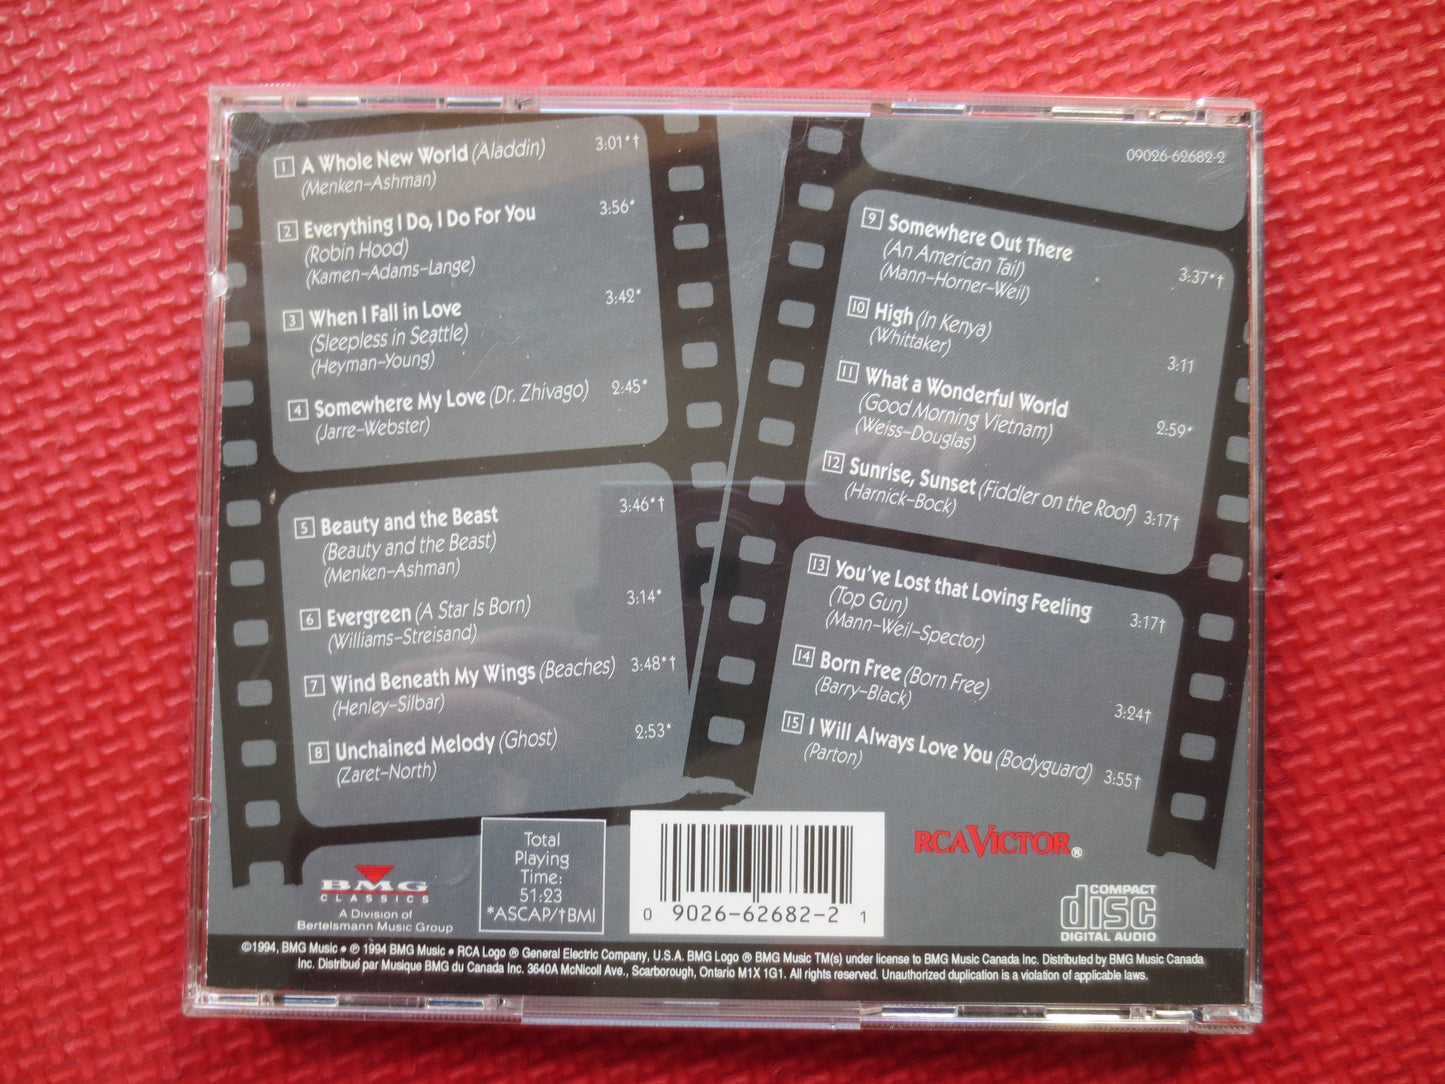 1 A Whole New World (Aladdin) 3:01*†
(Menken–Ashman)
2 Everything I Do, I Do For You 3:56*
(Robin Hood)
(Kamen–Adams–Lange)
3 When I Fall in Love 3:42*
(Sleepless in Seattle)
(Heyman–Young)
4 Somewhere My Love (Dr. Zhivago) 2:45*
(Jarre–Webster)
5 Beauty and the Beast 3:46*†
(Beauty and the Beast)
(Menken–Ashman)
6 Evergreen (A Star Is Born) 3:14*
(Williams–Streisand)
7 Wind Beneath My Wings (Beaches) 3:48*†
(Henley–Silbar)
8 Unchained Melody (Ghost) 2:53*
(Zaret–North)
09026-62682-2
9 Somewhere Out There
(An American Tail) 3:37*†
(Mann–Horner–Weil)
10 High (In Kenya)
(Whittaker) 3:11
11 What a Wonderful World
(Good Morning Vietnam) 2:59*
(Weiss–Douglas)
12 Sunrise, Sunset (Fiddler on the Roof) 3:17†
(Harnick–Bock)
13 You've Lost that Loving Feeling 3:17†
(Top Gun)
(Mann–Weil–Spector)
14 Born Free (Born Free)
(Barry–Black) 3:24†
15 I Will Always Love You (Bodyguard) 3:55†
(Parton)
BMG
CLASSICS
A Division of
Bertelsmann Music Group
Total
Playing
Time:
51:23
*ASCAP/†BMI
0 9026-62682-2 1
RCA VICTOR®
COMPACT
disc
DIGITAL AUDIO
©1994, BMG Music • ℗ 1994 BMG Music • RCA Logo ® General Electric Company, U.S.A. BMG Logo ® BMG Music TM(s) under license to BMG Music Canada Inc. Distributed by BMG Music Canada
Inc. Distribué par Musique BMG du Canada Inc. 3640A McNicoll Ave., Scarborough, Ontario M1X 1G1. All rights reserved. Unauthorized duplication is a violation of applicable laws.